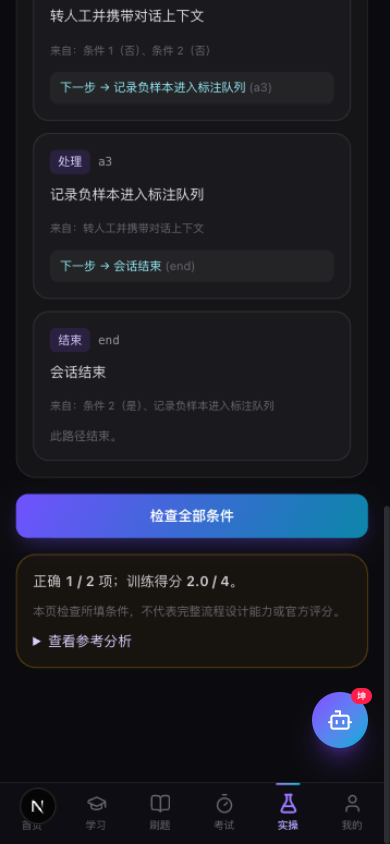 转人工并携带对话上下文
来自：条件 1（否）、条件 2（否）
下一步 → 记录负样本进入标注队列 (a3)
处理 a3
记录负样本进入标注队列
来自：转人工并携带对话上下文
下一步 → 会话结束 (end)
结束 end
会话结束
来自：条件 2（是）、记录负样本进入标注队列
此路径结束。
检查全部条件
正确 1 / 2 项；训练得分 2.0 / 4。
本页检查所填条件，不代表完整流程设计能力或官方评分。
▶ 查看参考分析
坤
N
首页 学习 刷题 考试 实操 我的